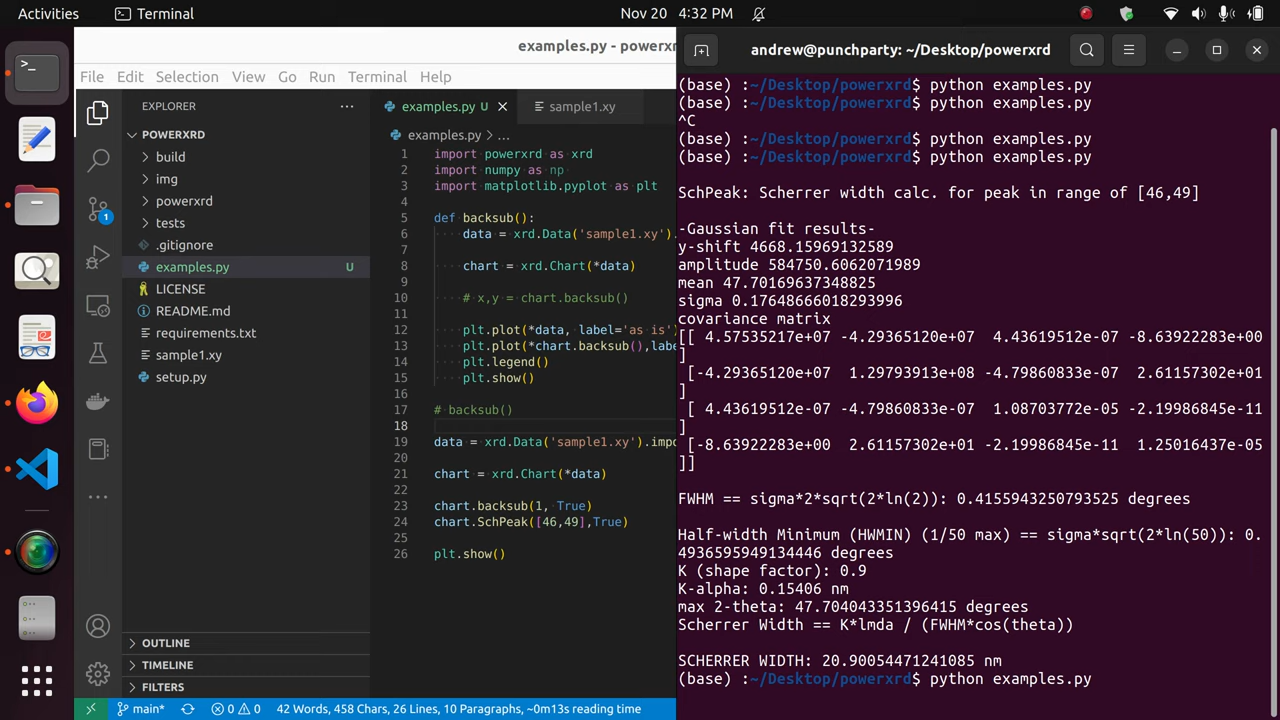 Activities
Terminal
Nov 20 4:32 PM
examples.py - powerxrd
File Edit Selection View Go Run Terminal Help
EXPLORER
POWERXRD
build
img
powerxrd
tests
.gitignore
examples.py U
LICENSE
README.md
requirements.txt
sample1.xy
setup.py
OUTLINE
TIMELINE
FILTERS
1
examples.py U
sample1.xy
examples.py > ...
1 import powerxrd as xrd
2 import numpy as np
3 import matplotlib.pyplot as plt
4
5 def backsub():
6 data = xrd.Data('sample1.xy').
7
8 chart = xrd.Chart(*data)
9
10 # x,y = chart.backsub()
11
12 plt.plot(*data, label='as is')
13 plt.plot(*chart.backsub(),labe
14 plt.legend()
15 plt.show()
16
17 # backsub()
18
19 data = xrd.Data('sample1.xy').impo
20
21 chart = xrd.Chart(*data)
22
23 chart.backsub(1, True)
24 chart.SchPeak([46,49],True)
25
26 plt.show()
main* 0 0 42 Words, 458 Chars, 26 Lines, 10 Paragraphs, ~0m13s reading time
andrew@punchparty: ~/Desktop/powerxrd
(base) :~/Desktop/powerxrd$ python examples.py
(base) :~/Desktop/powerxrd$ python examples.py
^C
(base) :~/Desktop/powerxrd$ python examples.py
(base) :~/Desktop/powerxrd$ python examples.py
SchPeak: Scherrer width calc. for peak in range of [46,49]
-Gaussian fit results-
y-shift 4668.15969132589
amplitude 584750.6062071989
mean 47.70169637348825
sigma 0.17648666018293996
covariance matrix
[[ 4.57535217e+07 -4.29365120e+07 4.43619512e-07 -8.63922283e+00
]
[-4.29365120e+07 1.29793913e+08 -4.79860833e-07 2.61157302e+01
]
[ 4.43619512e-07 -4.79860833e-07 1.08703772e-05 -2.19986845e-11
]
[-8.63922283e+00 2.61157302e+01 -2.19986845e-11 1.25016437e-05
]]
FWHM == sigma*2*sqrt(2*ln(2)): 0.4155943250793525 degrees
Half-width Minimum (HWMIN) (1/50 max) == sigma*sqrt(2*ln(50)): 0.
4936595949134446 degrees
K (shape factor): 0.9
K-alpha: 0.15406 nm
max 2-theta: 47.704043351396415 degrees
Scherrer Width == K*lmda / (FWHM*cos(theta))
SCHERRER WIDTH: 20.90054471241085 nm
(base) :~/Desktop/powerxrd$ python examples.py